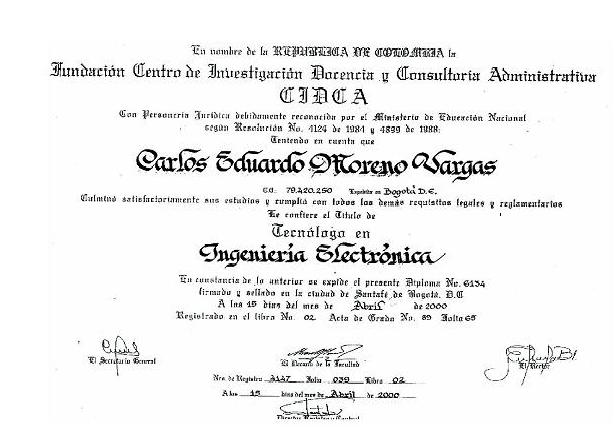 En nombre de la REPUBLICA DE COLOMBIA la
Fundación Centro de Investigación Docencia y Consultoria Administrativa
CIDCA
Con Personería Jurídica debidamente reconocida por el Ministerio de Educación Nacional
según Resolución No. 4124 de 1984 y 4899 de 1988:
Teniendo en cuenta que
Carlos Eduardo Moreno Vargas
C.C. 79.420.250 Expedida en Bogotá D.E.
Culminó satisfactoriamente sus estudios y cumplió con todos los demás requisitos legales y reglamentarios
Le confiere el Título de
Tecnólogo en
Ingeniería Electrónica
En constancia de lo anterior se expide el presente Diploma No. 6134
firmado y sellado en la ciudad de Santafé de Bogotá, D.C
A los 15 días del mes de Abril de 2000
Registrado en el libro No. 02 Acta de Grado No. 89 Folio 65
El Secretario General
El Decano de la Facultad
El Rector
Nro. de Registro 3147 Folio 039 Libro 02
A los 15 días del mes de Abril de 2000